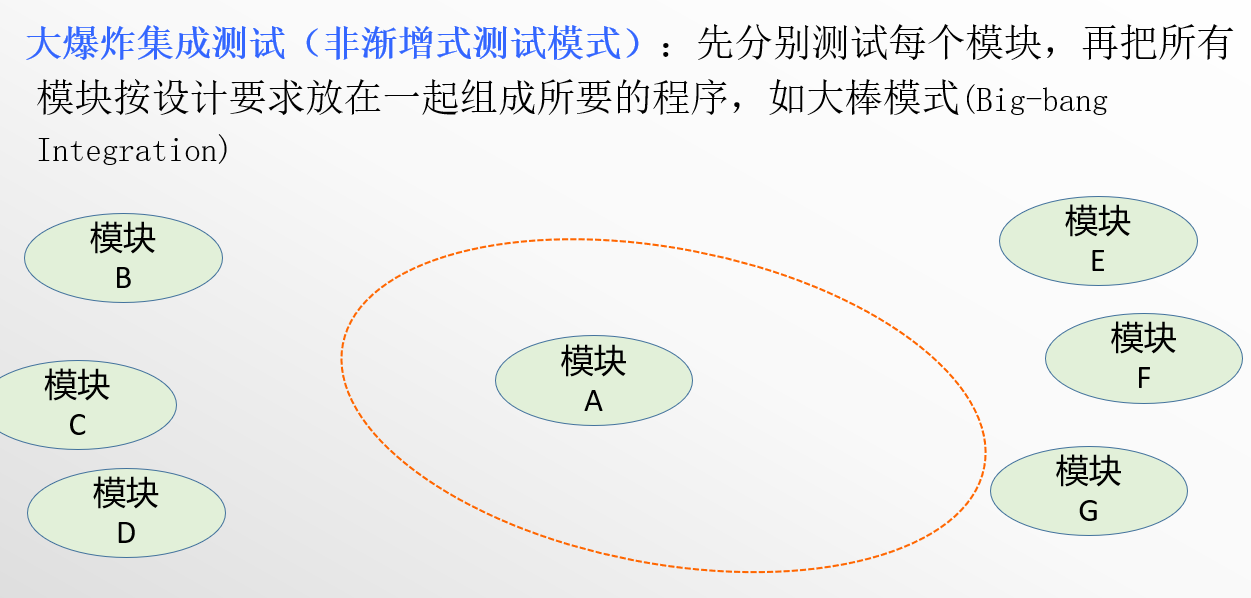 大爆炸集成测试（非渐增式测试模式）：先分别测试每个模块，再把所有
模块按设计要求放在一起组成所要的程序，如大棒模式(Big-bang
Integration)
模块
B
模块
C
模块
D
模块
A
模块
E
模块
F
模块
G